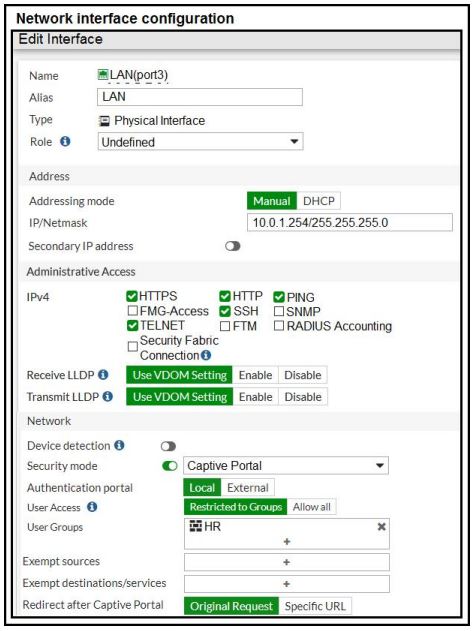 Network interface configuration
Edit Interface
Name LAN(port3)
Alias LAN
Type Physical Interface
Role Undefined
Address
Addressing mode Manual DHCP
IP/Netmask 10.0.1.254/255.255.255.0
Secondary IP address
Administrative Access
IPv4 HTTPS HTTP PING
FMG-Access SSH SNMP
TELNET FTM RADIUS Accounting
Security Fabric
Connection
Receive LLDP Use VDOM Setting Enable Disable
Transmit LLDP Use VDOM Setting Enable Disable
Network
Device detection
Security mode Captive Portal
Authentication portal Local External
User Access Restricted to Groups Allow all
User Groups HR
+
Exempt sources +
Exempt destinations/services +
Redirect after Captive Portal Original Request Specific URL